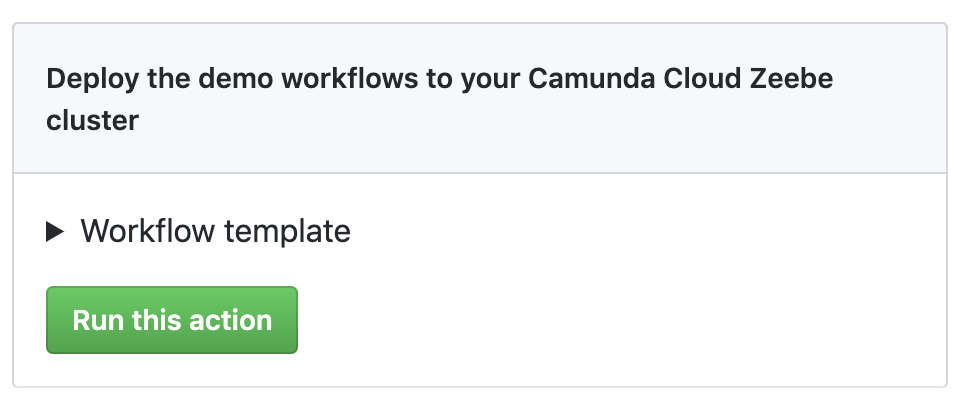 Deploy the demo workflows to your Camunda Cloud Zeebe
cluster
Workflow template
Run this action